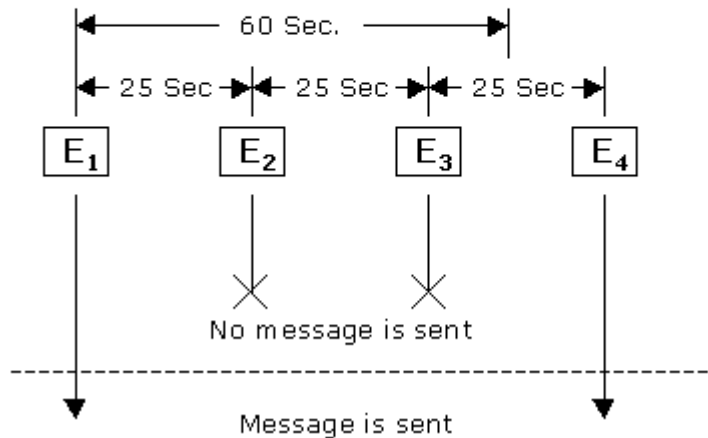 60 Sec.
25 Sec 25 Sec 25 Sec
E1 E2 E3 E4
No message is sent
Message is sent